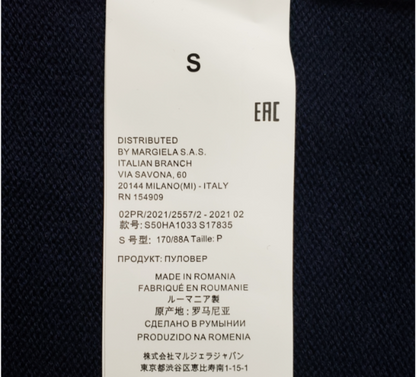 S
EAC
DISTRIBUTED
BY MARGIELA S.A.S.
ITALIAN BRANCH
VIA SAVONA, 60
20144 MILANO(MI) - ITALY
RN 154909
02PR/2021/2557/2 - 2021 02
款号: S50HA1033 S17835
S 号型: 170/88A Taille: P
ПРОДУКТ: ПУЛОВЕР
MADE IN ROMANIA
FABRIQUÉ EN ROUMANIE
ルーマニア製
原产地 : 罗马尼亚
СДЕЛАНО В РУМЫНИИ
PRODUZIDO NA ROMENIA
株式会社マルジェラジャパン
東京都渋谷区恵比寿南1-15-1